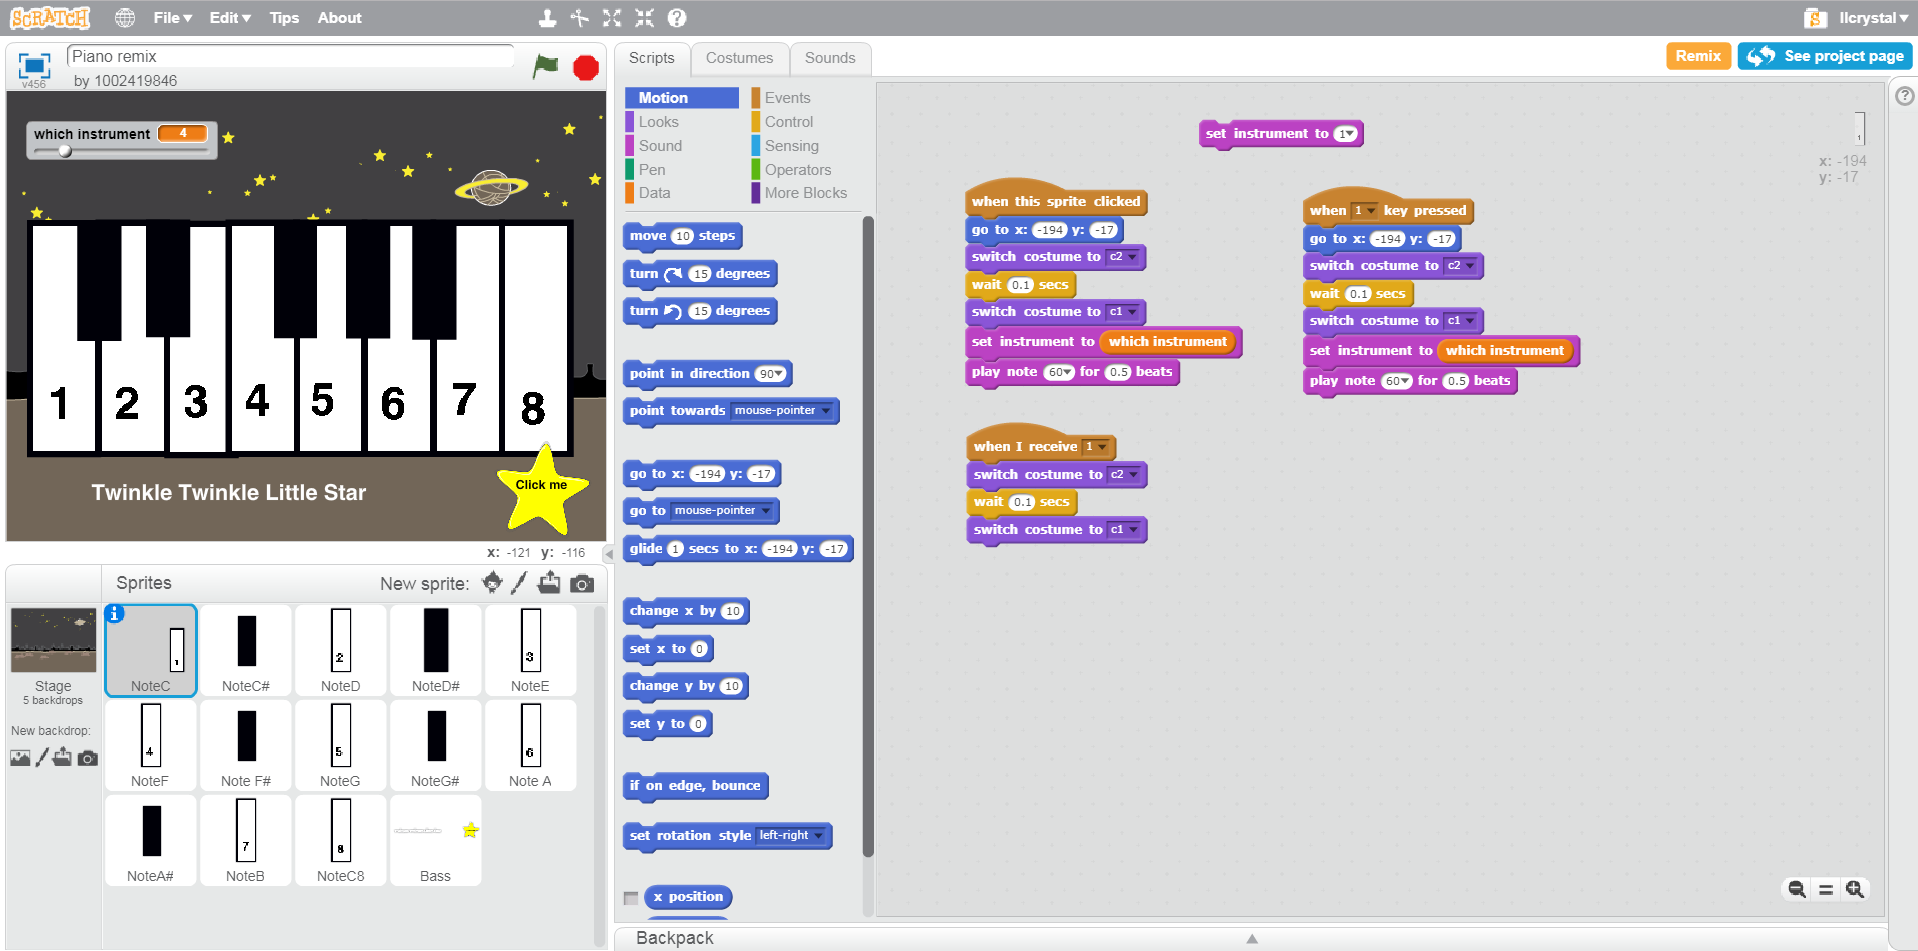 SCRATCH File Edit Tips About llcrystal
Piano remix
v456 by 1002419846
Scripts Costumes Sounds Remix See project page
which instrument 4
1 2 3 4 5 6 7 8
Twinkle Twinkle Little Star
Click me
x: -121 y: -116
Sprites New sprite:
Stage
5 backdrops
New backdrop:
1
NoteC
NoteC#
2
NoteD
NoteD#
3
NoteE
4
NoteF
Note F#
5
NoteG
NoteG#
6
Note A
NoteA#
7
NoteB
8
NoteC8
Bass
Motion Events
Looks Control
Sound Sensing
Pen Operators
Data More Blocks
move 10 steps
turn 15 degrees
turn 15 degrees
point in direction 90
point towards mouse-pointer
go to x: -194 y: -17
go to mouse-pointer
glide 1 secs to x: -194 y: -17
change x by 10
set x to 0
change y by 10
set y to 0
if on edge, bounce
set rotation style left-right
x position
set instrument to 1
when this sprite clicked
go to x: -194 y: -17
switch costume to c2
wait 0.1 secs
switch costume to c1
set instrument to which instrument
play note 60 for 0.5 beats
when 1 key pressed
go to x: -194 y: -17
switch costume to c2
wait 0.1 secs
switch costume to c1
set instrument to which instrument
play note 60 for 0.5 beats
when I receive 1
switch costume to c2
wait 0.1 secs
switch costume to c1
1
x: -194
y: -17
Backpack